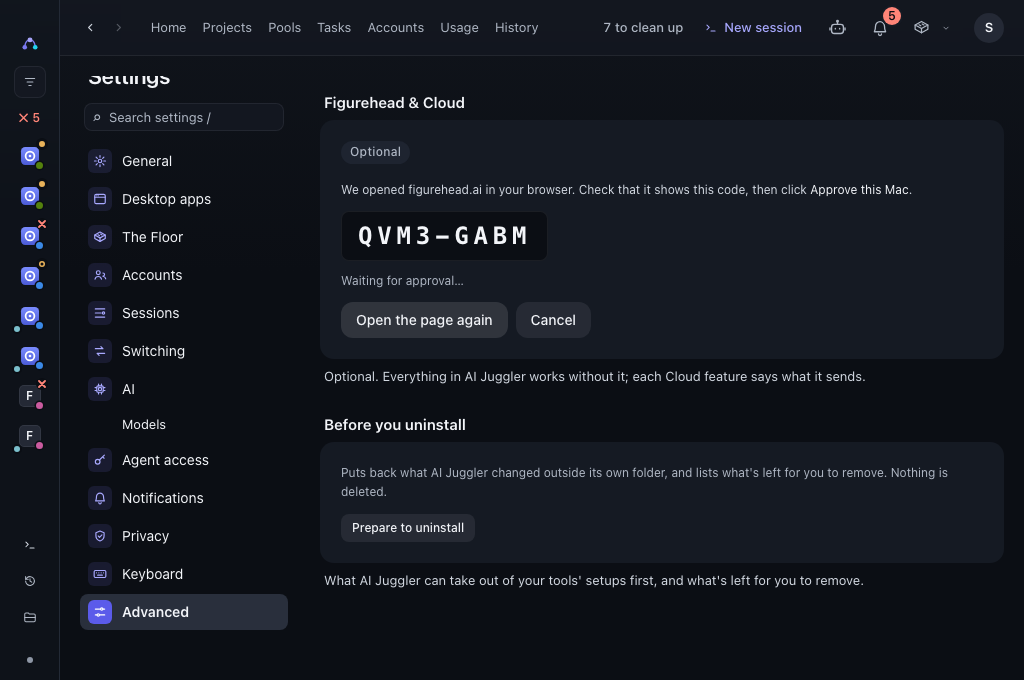 Home Projects Pools Tasks Accounts Usage History 7 to clean up New session 5 S
5
F
F
Settings
Search settings /
General
Desktop apps
The Floor
Accounts
Sessions
Switching
AI
Models
Agent access
Notifications
Privacy
Keyboard
Advanced
Figurehead & Cloud
Optional
We opened figurehead.ai in your browser. Check that it shows this code, then click Approve this Mac.
QVM3-GABM
Waiting for approval…
Open the page again Cancel
Optional. Everything in AI Juggler works without it; each Cloud feature says what it sends.
Before you uninstall
Puts back what AI Juggler changed outside its own folder, and lists what's left for you to remove. Nothing is
deleted.
Prepare to uninstall
What AI Juggler can take out of your tools' setups first, and what's left for you to remove.